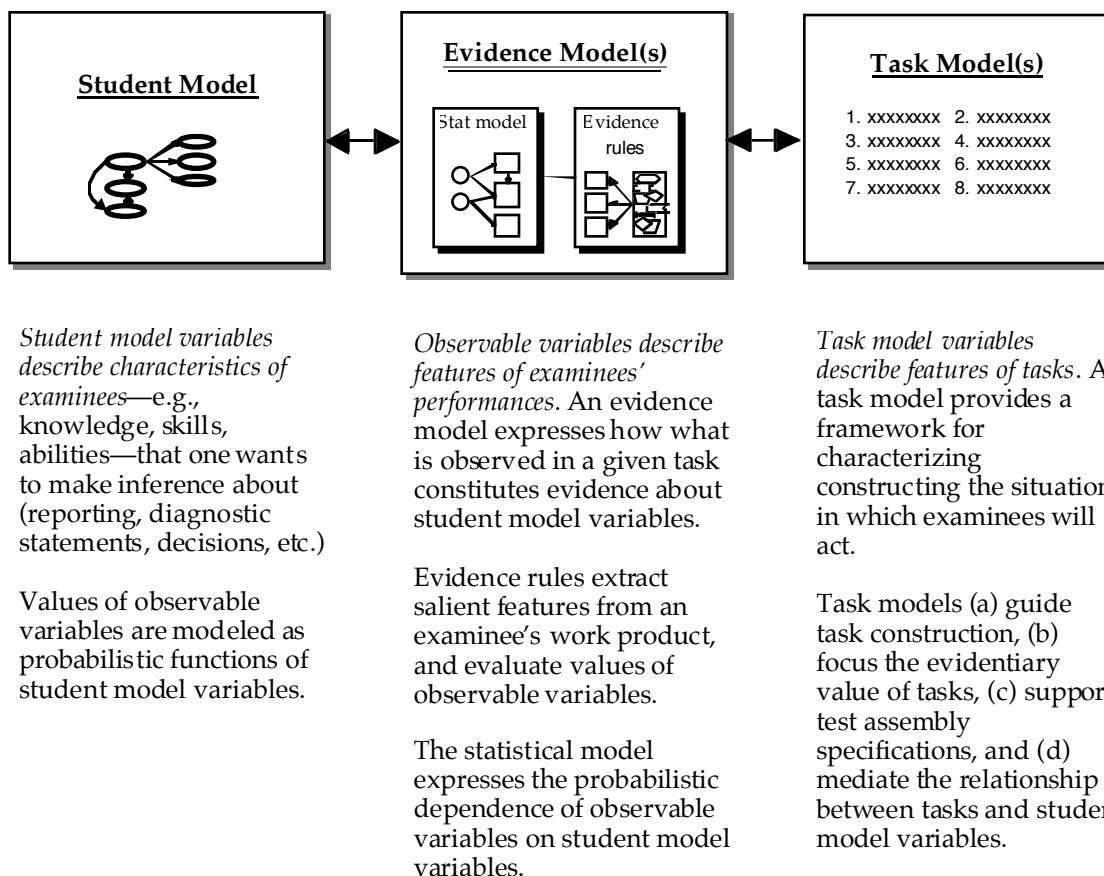 Student Model
Evidence Model(s)
Stat model
Evidence
rules
Task Model(s)
1. xxxxxxxx 2. xxxxxxxx
3. xxxxxxxx 4. xxxxxxxx
5. xxxxxxxx 6. xxxxxxxx
7. xxxxxxxx 8. xxxxxxxx
Student model variables
describe characteristics of
examinees—e.g.,
knowledge, skills,
abilities—that one wants
to make inference about
(reporting, diagnostic
statements, decisions, etc.)
Values of observable
variables are modeled as
probabilistic functions of
student model variables.
Observable variables describe
features of examinees’
performances. An evidence
model expresses how what
is observed in a given task
constitutes evidence about
student model variables.
Evidence rules extract
salient features from an
examinee’s work product,
and evaluate values of
observable variables.
The statistical model
expresses the probabilistic
dependence of observable
variables on student model
variables.
Task model variables
describe features of tasks. A
task model provides a
framework for
characterizing
constructing the situation
in which examinees will
act.
Task models (a) guide
task construction, (b)
focus the evidentiary
value of tasks, (c) suppor
test assembly
specifications, and (d)
mediate the relationship
between tasks and studen
model variables.